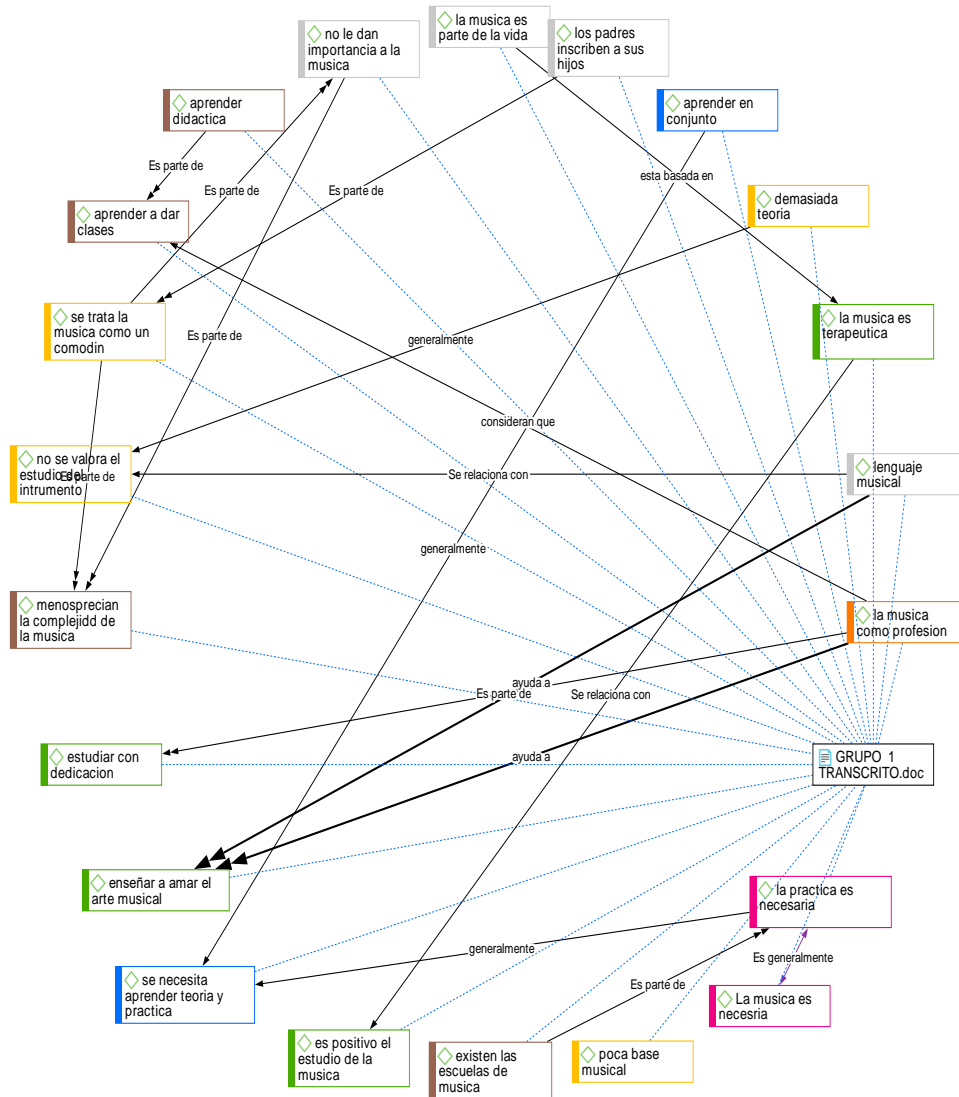 no le dan
importancia a la
musica
la musica es
parte de la vida
los padres
inscriben a sus
hijos
aprender
didactica
aprender en
conjunto
Es parte de
Es parte de
Es parte de
esta basada en
demasiada
teoria
aprender a dar
clases
se trata la
musica como un
comodin
Es parte de
generalmente
la musica es
terapeutica
consideran que
no se valora el
estudio del
intrumento
Es parte de
Se relaciona con
lenguaje
musical
generalmente
menosprecian
la complejidd de
la musica
la musica
como profesion
ayuda a
Es parte de
Se relaciona con
estudiar con
dedicacion
ayuda a
GRUPO 1
TRANSCRITO.doc
enseñar a amar el
arte musical
la practica es
necesaria
generalmente
Es generalmente
se necesita
aprender teoria y
practica
Es parte de
La musica es
necesria
es positivo el
estudio de la
musica
existen las
escuelas de
musica
poca base
musical